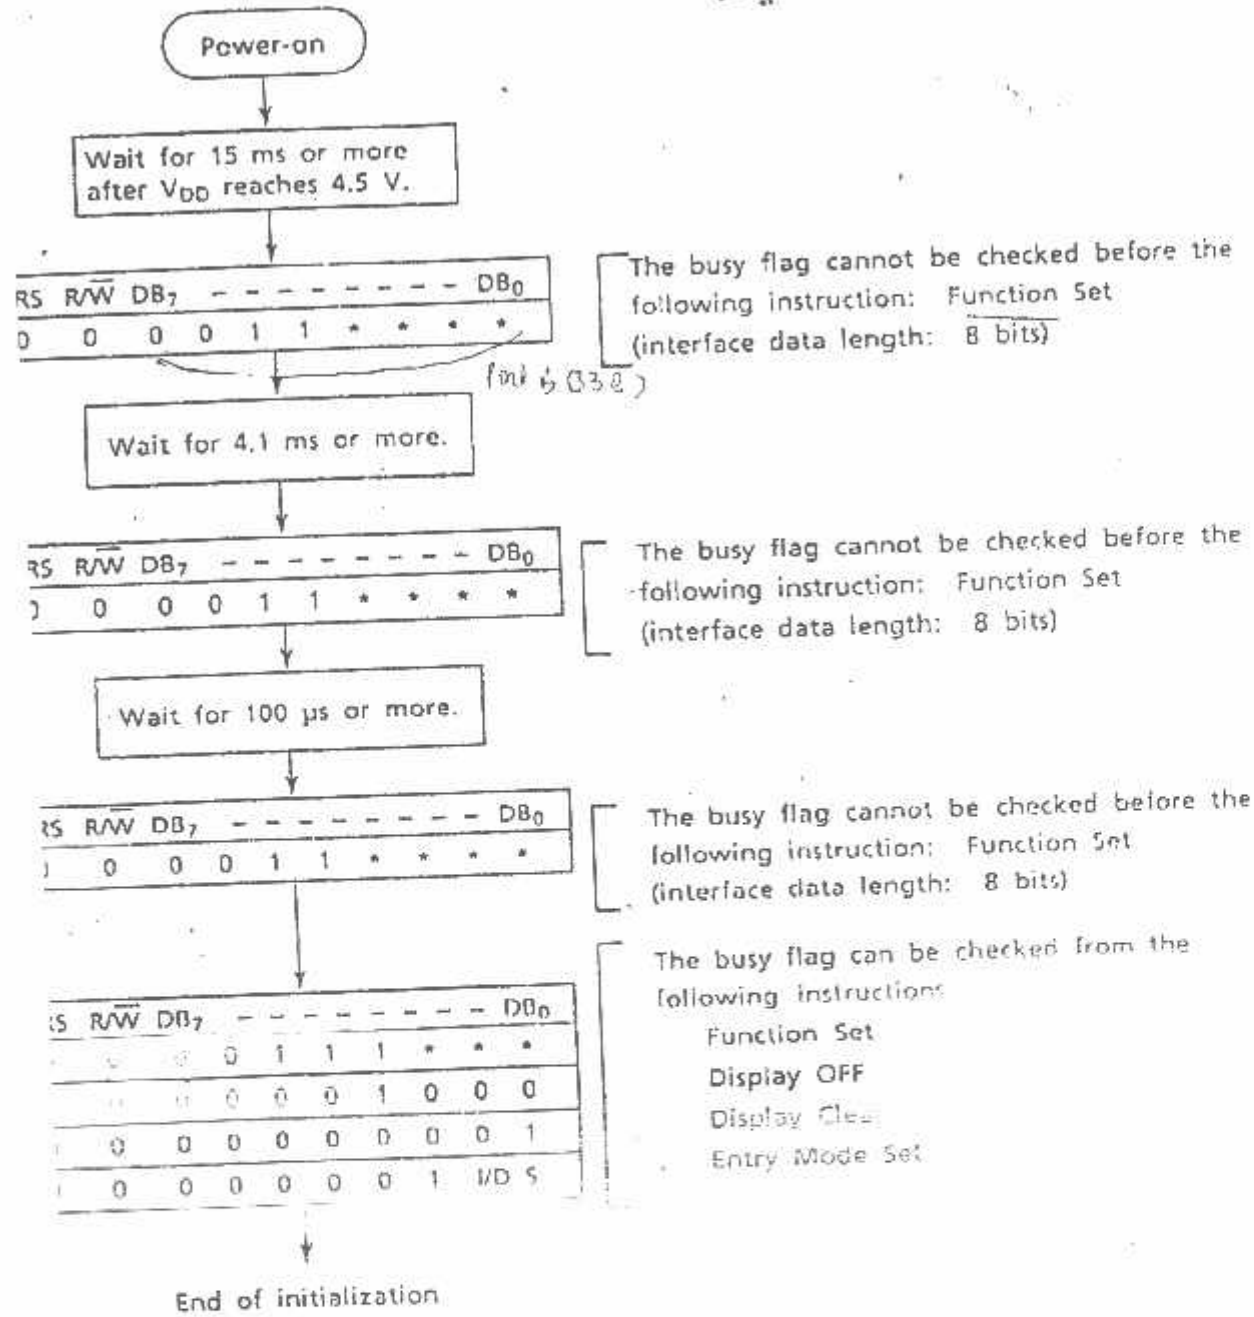 Power-on
Wait for 15 ms or more
after VDD reaches 4.5 V.
RS R/W DB7 - - - - - - - - DB0
0 0 0 0 1 1 * * * *
The busy flag cannot be checked before the
following instruction: Function Set
(interface data length: 8 bits)
Wait for 4.1 ms or more.
RS R/W DB7 - - - - - - - - DB0
0 0 0 1 1 * * * *
The busy flag cannot be checked before the
following instruction: Function Set
(interface data length: 8 bits)
Wait for 100 µs or more.
RS R/W DB7 - - - - - - - - DB0
0 0 0 1 1 * * * *
The busy flag cannot be checked before the
following instruction: Function Set
(interface data length: 8 bits)
RS R/W DB7 - - - - - - - - DB0
0 0 0 1 1 1 * * *
0 0 0 0 0 1 0 0 0
0 0 0 0 0 0 0 0 1
0 0 0 0 0 0 1 I/D S
The busy flag can be checked from the
following instructions
Function Set
Display OFF
Display Clea
Entry Mode Set
End of initialization